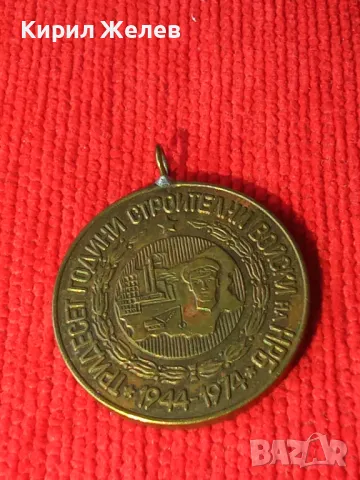 Кирил Желев
ТРИДЕСЕТ ГОДИНИ СТРОИТЕЛНИ ВОЙСКИ НА НРБ
1944-1974
BAZAR